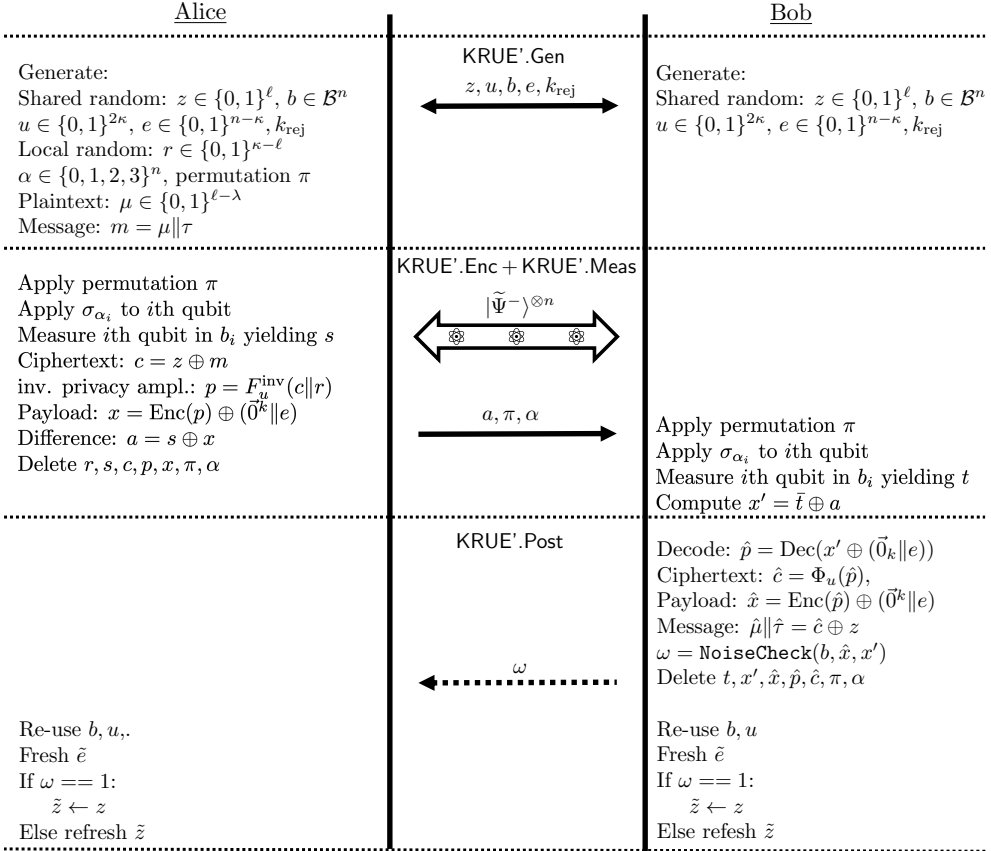 Alice
Bob
KRUE'.Gen
z, u, b, e, k_rej
Generate:
Shared random: z ∈ {0, 1}^ℓ, b ∈ ℬ^n
u ∈ {0, 1}^{2κ}, e ∈ {0, 1}^{n−κ}, k_rej
Local random: r ∈ {0, 1}^{κ−ℓ}
α ∈ {0, 1, 2, 3}^n, permutation π
Plaintext: μ ∈ {0, 1}^{ℓ−λ}
Message: m = μ‖τ
Generate:
Shared random: z ∈ {0, 1}^ℓ, b ∈ ℬ^n
u ∈ {0, 1}^{2κ}, e ∈ {0, 1}^{n−κ}, k_rej
KRUE'.Enc + KRUE'.Meas
|Ψ̃^−⟩^{⊗n}
a, π, α
Apply permutation π
Apply σ_{α_i} to ith qubit
Measure ith qubit in b_i yielding s
Ciphertext: c = z ⊕ m
inv. privacy ampl.: p = F_u^{inv}(c‖r)
Payload: x = Enc(p) ⊕ (0⃗^k‖e)
Difference: a = s ⊕ x
Delete r, s, c, p, x, π, α
Apply permutation π
Apply σ_{α_i} to ith qubit
Measure ith qubit in b_i yielding t
Compute x′ = t̄ ⊕ a
KRUE'.Post
ω
Decode: p̂ = Dec(x′ ⊕ (0⃗_k‖e))
Ciphertext: ĉ = Φ_u(p̂),
Payload: x̂ = Enc(p̂) ⊕ (0⃗^k‖e)
Message: μ̂‖τ̂ = ĉ ⊕ z
ω = NoiseCheck(b, x̂, x′)
Delete t, x′, x̂, p̂, ĉ, π, α
Re-use b, u,.
Fresh ẽ
If ω == 1:
z̃ ← z
Else refresh z̃
Re-use b, u
Fresh ẽ
If ω == 1:
z̃ ← z
Else refesh z̃